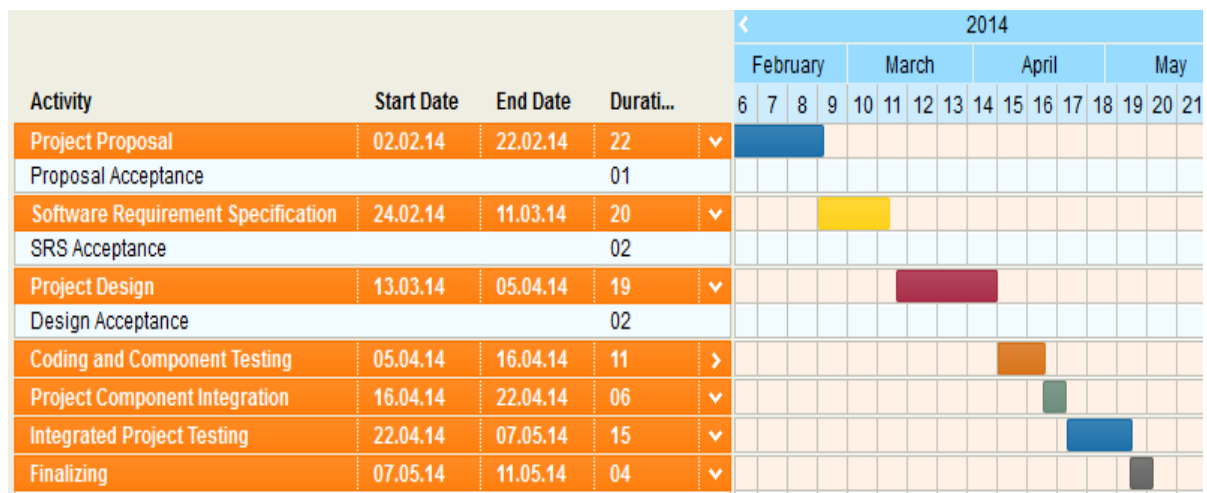 2014
February March April May
Activity Start Date End Date Durati... 6 7 8 9 10 11 12 13 14 15 16 17 18 19 20 21
Project Proposal 02.02.14 22.02.14 22
Proposal Acceptance 01
Software Requirement Specification 24.02.14 11.03.14 20
SRS Acceptance 02
Project Design 13.03.14 05.04.14 19
Design Acceptance 02
Coding and Component Testing 05.04.14 16.04.14 11
Project Component Integration 16.04.14 22.04.14 06
Integrated Project Testing 22.04.14 07.05.14 15
Finalizing 07.05.14 11.05.14 04